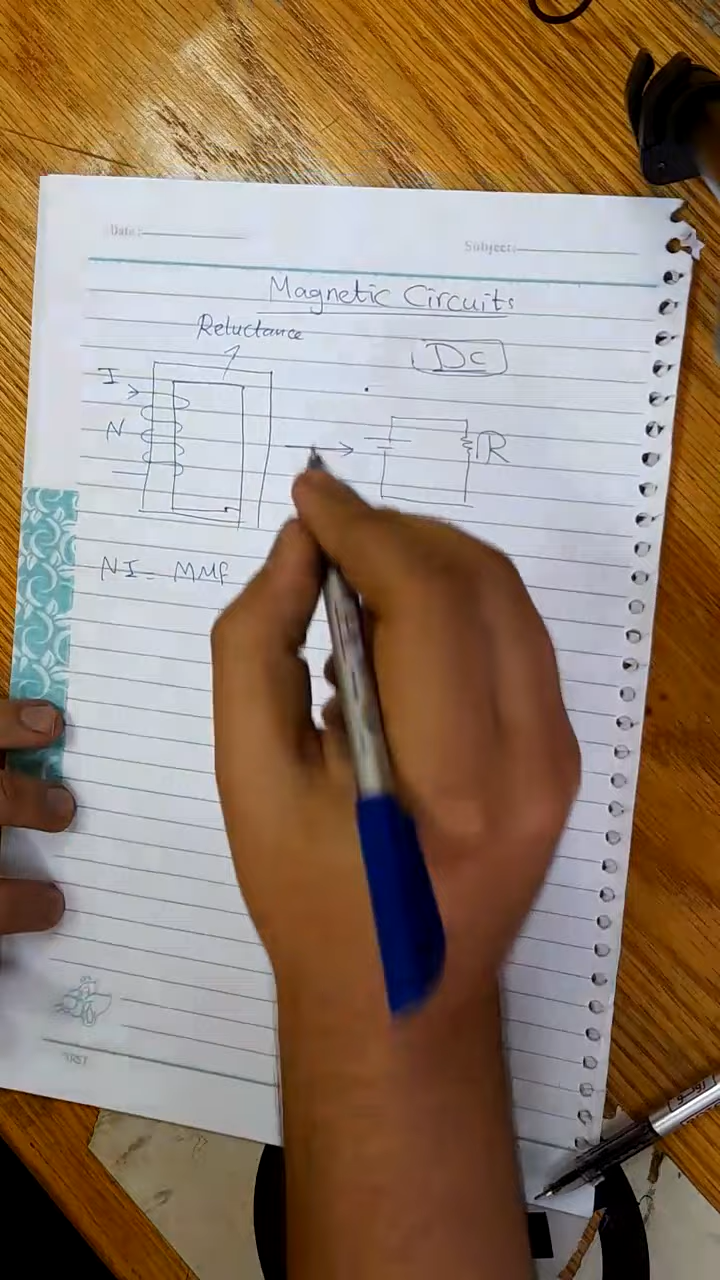 Date:
Subject:
Magnetic Circuits
Reluctance
DC
I
N
R
NI = MMF